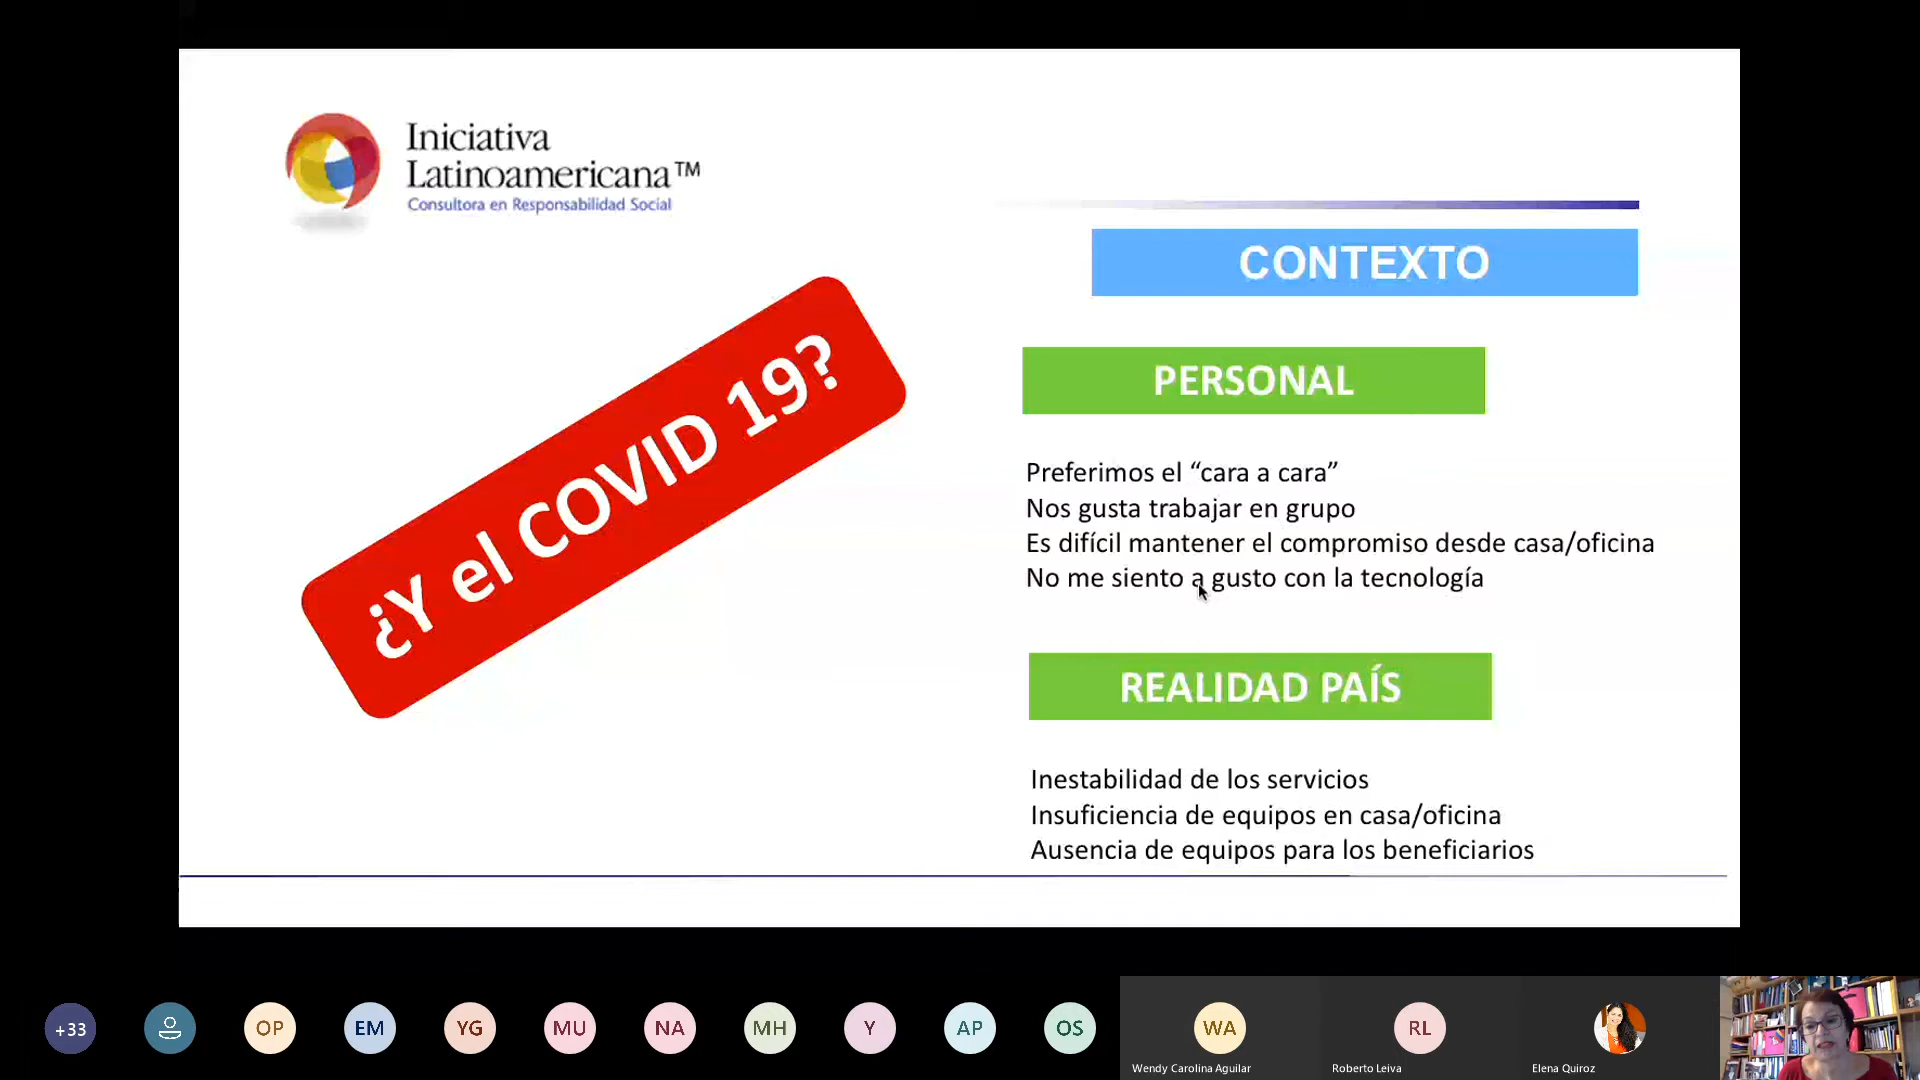 Iniciativa
Latinoamericana™
Consultora en Responsabilidad Social
CONTEXTO
¿Y el COVID 19?
PERSONAL
Preferimos el “cara a cara”
Nos gusta trabajar en grupo
Es difícil mantener el compromiso desde casa/oficina
No me siento a gusto con la tecnología
REALIDAD PAÍS
Inestabilidad de los servicios
Insuficiencia de equipos en casa/oficina
Ausencia de equipos para los beneficiarios
+33
OP
EM
YG
MU
NA
MH
Y
AP
OS
WA
RL
Wendy Carolina Aguilar
Roberto Leiva
Elena Quiroz